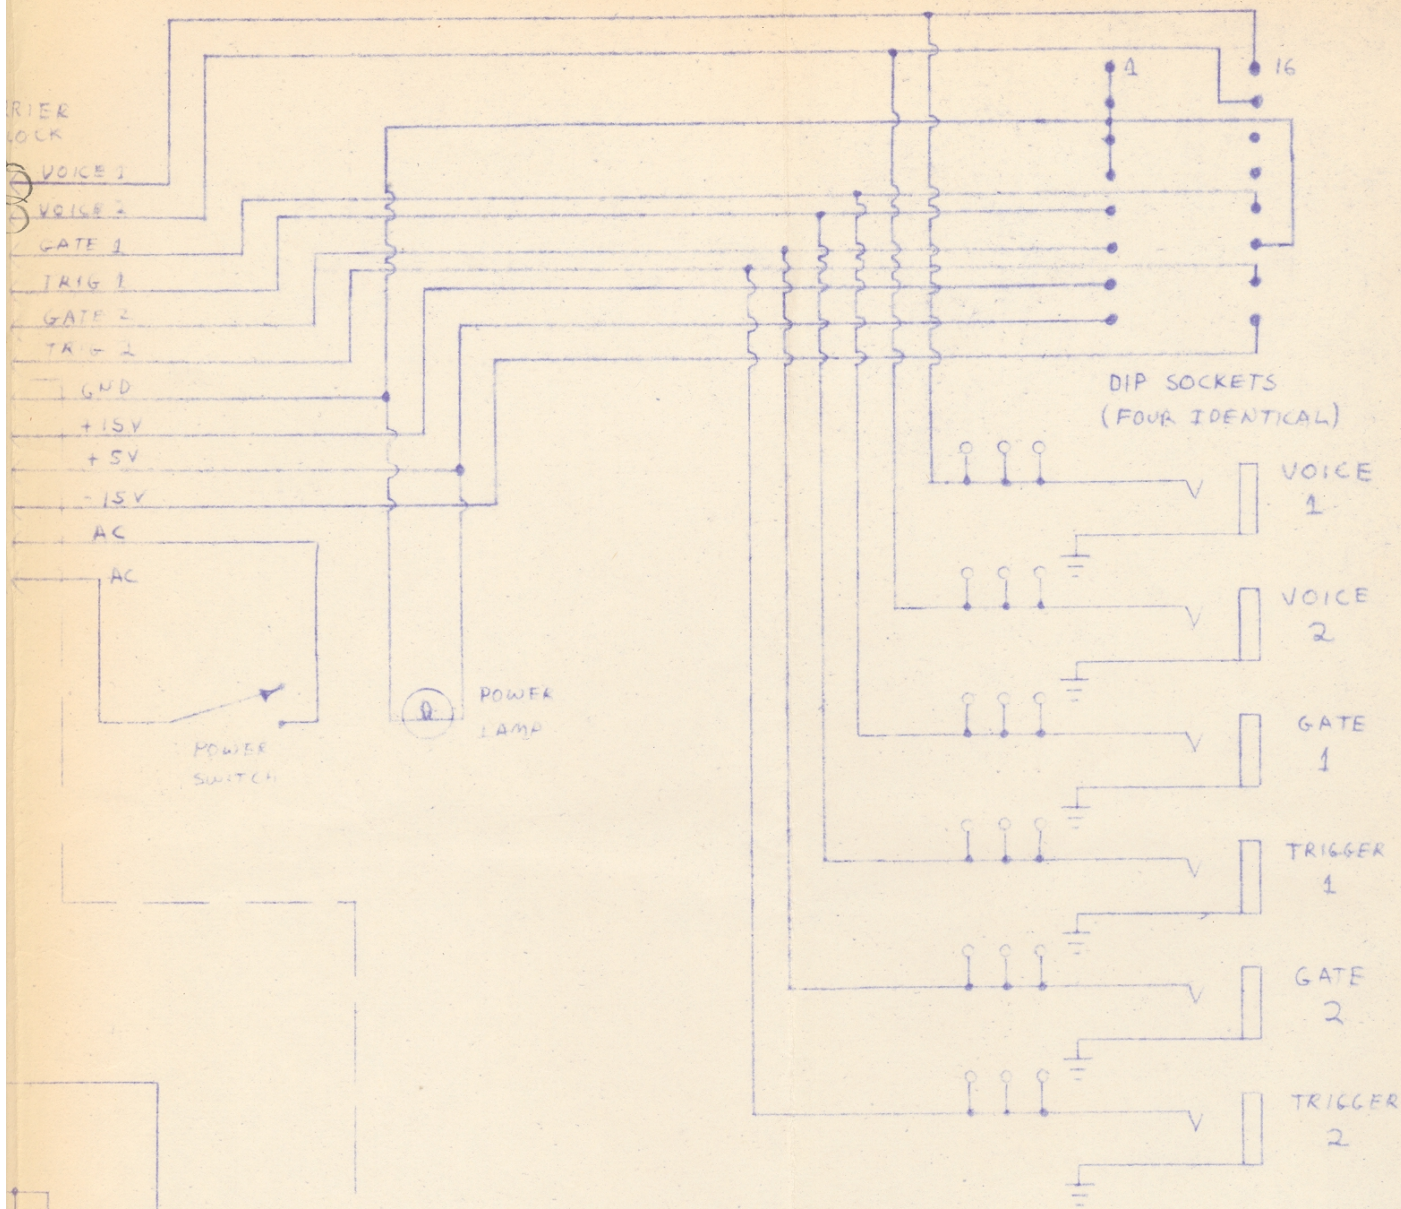 RRIER
LOCK
VOICE 1
VOICE 2
GATE 1
TRIG 1
GATE 2
TRIG 2
GND
+15V
+5V
-15V
AC
AC
POWER
SWITCH
POWER
LAMP
1
16
DIP SOCKETS
(FOUR IDENTICAL)
VOICE
1
VOICE
2
GATE
1
TRIGGER
1
GATE
2
TRIGGER
2